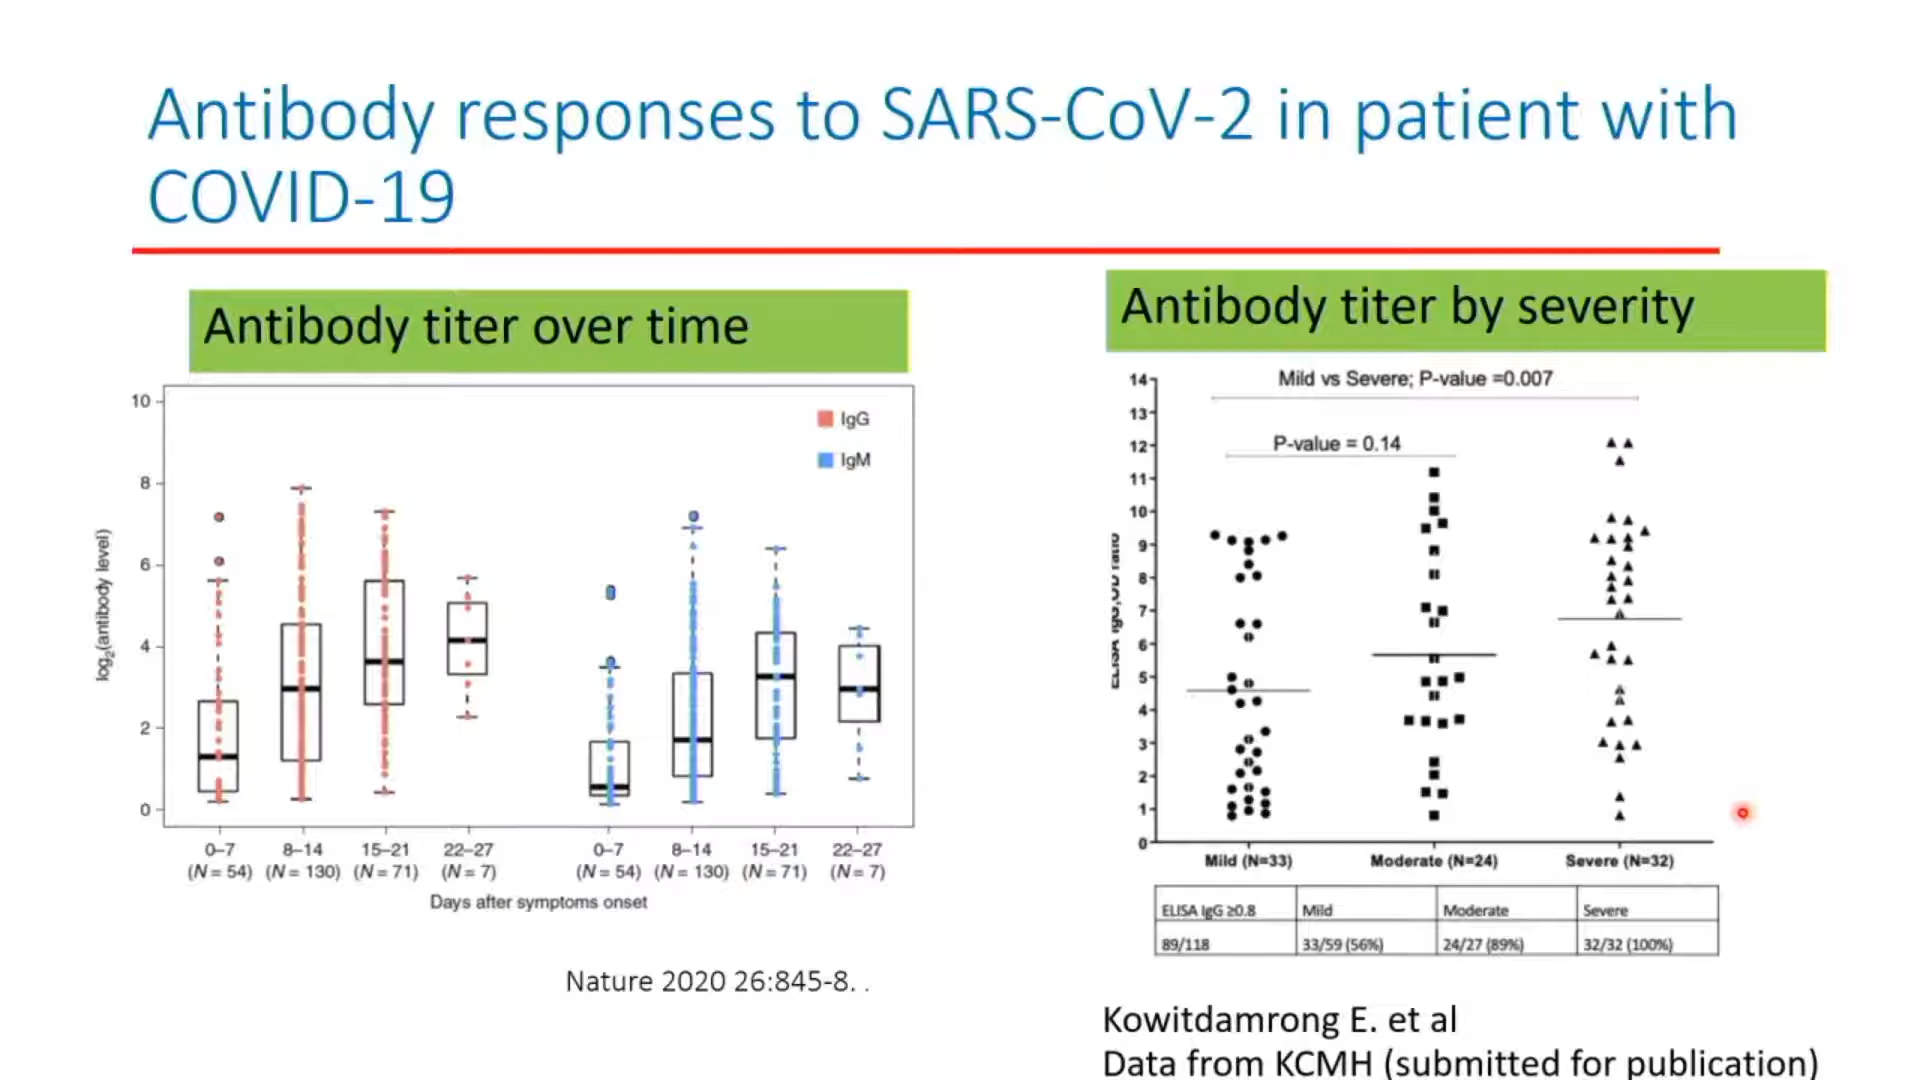 Antibody responses to SARS-CoV-2 in patient with
COVID-19
Antibody titer over time
10
8
6
4
2
0
log2(antibody level)
IgG
IgM
0–7 8–14 15–21 22–27 0–7 8–14 15–21 22–27
(N = 54) (N = 130) (N = 71) (N = 7) (N = 54) (N = 130) (N = 71) (N = 7)
Days after symptoms onset
Nature 2020 26:845-8. .
Antibody titer by severity
Mild vs Severe; P-value =0.007
P-value = 0.14
14
13
12
11
10
9
8
7
6
5
4
3
2
1
0
ELISA IgG,OD ratio
Mild (N=33) Moderate (N=24) Severe (N=32)
ELISA IgG ≥0.8 Mild Moderate Severe
89/118 33/59 (56%) 24/27 (89%) 32/32 (100%)
Kowitdamrong E. et al
Data from KCMH (submitted for publication)